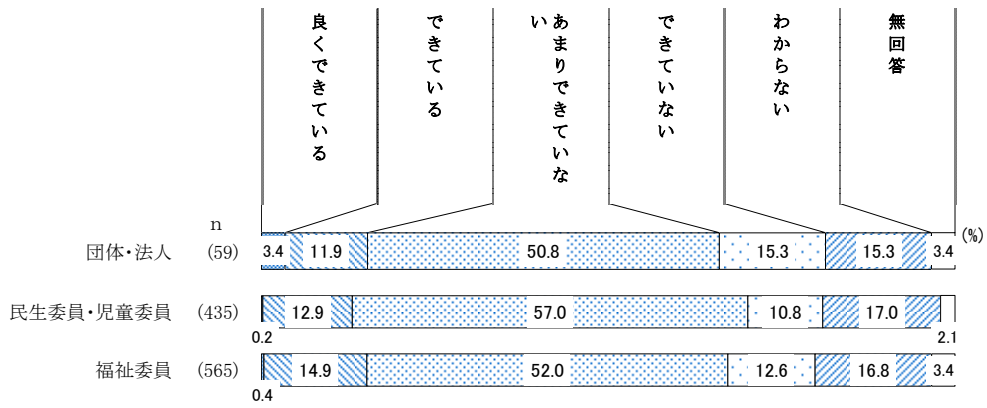 良くできている
できている
あまりできていな
い
できていない
わからない
無回答
n
(%)
団体・法人 (59) 3.4 11.9 50.8 15.3 15.3 3.4
民生委員・児童委員 (435) 12.9 57.0 10.8 17.0
0.2 2.1
福祉委員 (565) 14.9 52.0 12.6 16.8 3.4
0.4